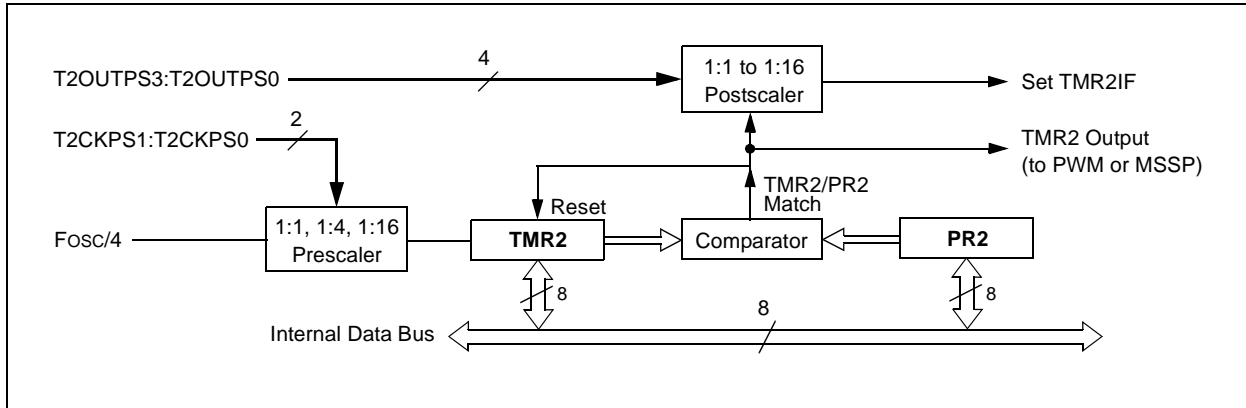 T2OUTPS3:T2OUTPS0
4
1:1 to 1:16
Postscaler
Set TMR2IF
T2CKPS1:T2CKPS0
2
TMR2 Output
(to PWM or MSSP)
TMR2/PR2
Match
Reset
FOSC/4
1:1, 1:4, 1:16
Prescaler
TMR2
Comparator
PR2
8
8
8
Internal Data Bus